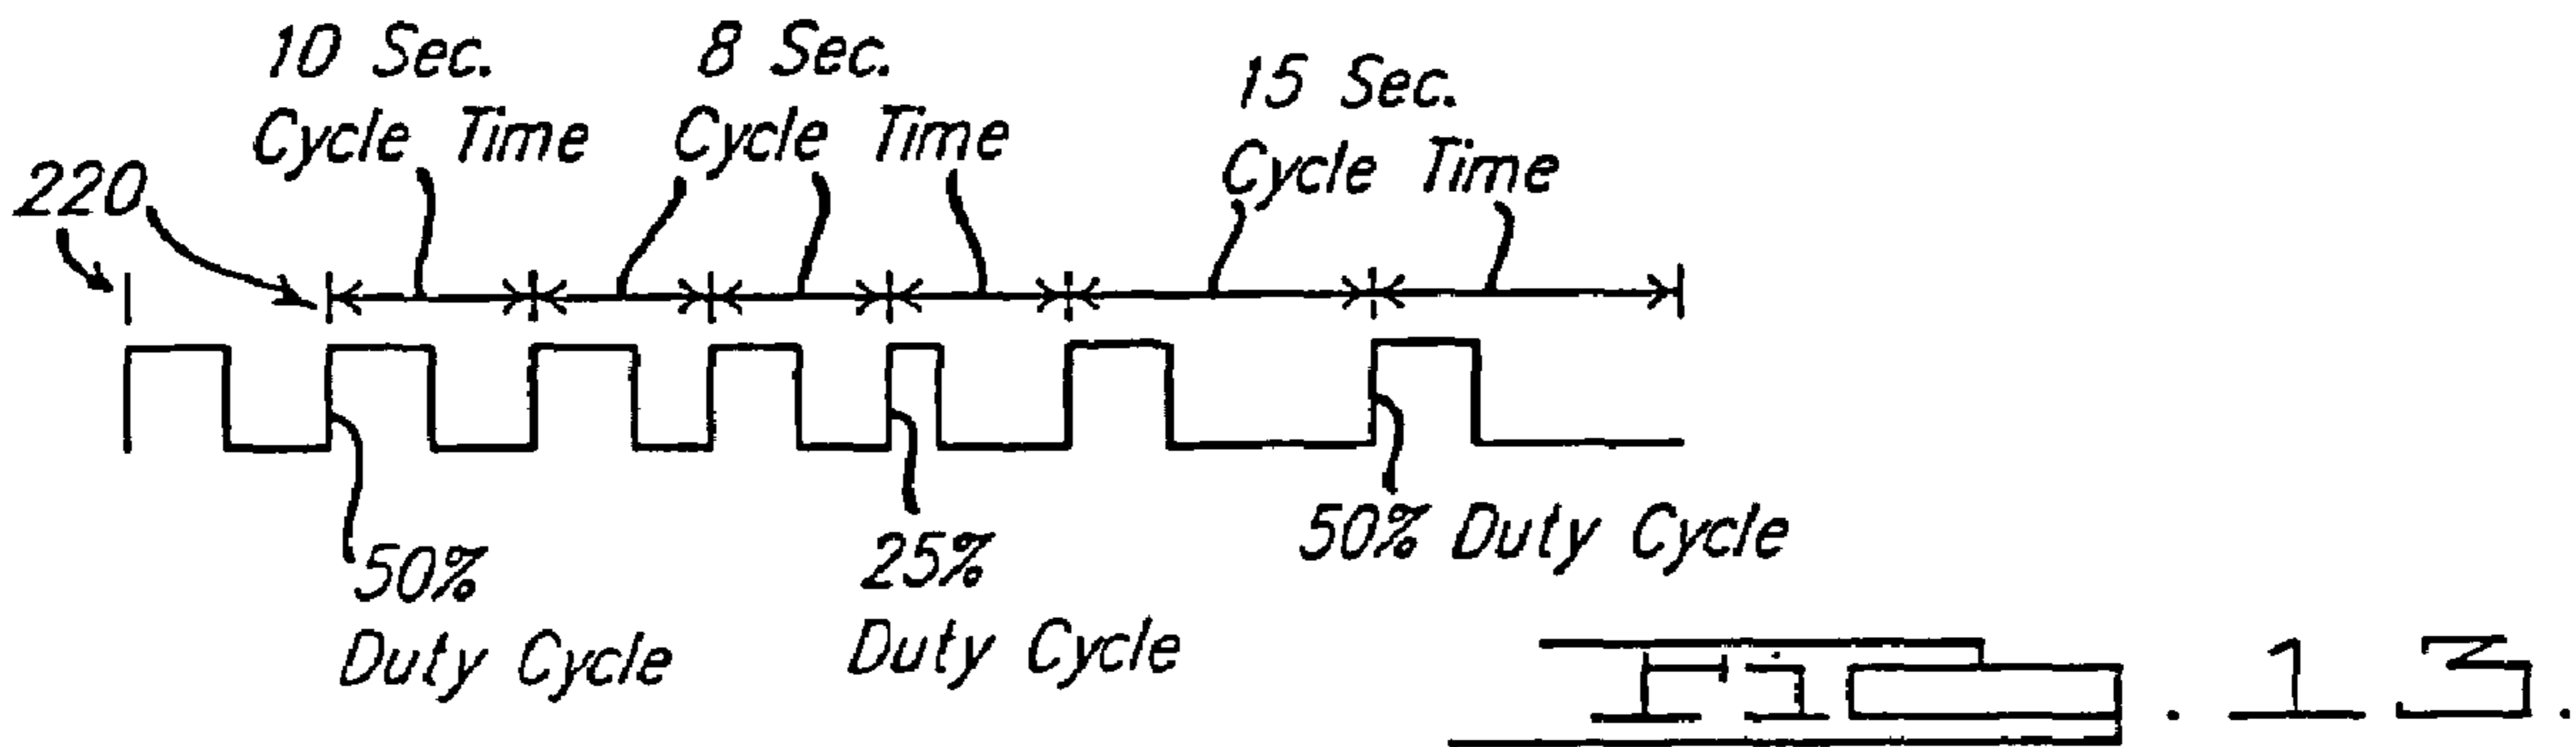 10 Sec.
Cycle Time
8 Sec.
Cycle Time
15 Sec.
Cycle Time
220
50%
Duty Cycle
25%
Duty Cycle
50% Duty Cycle
FIG. 13.